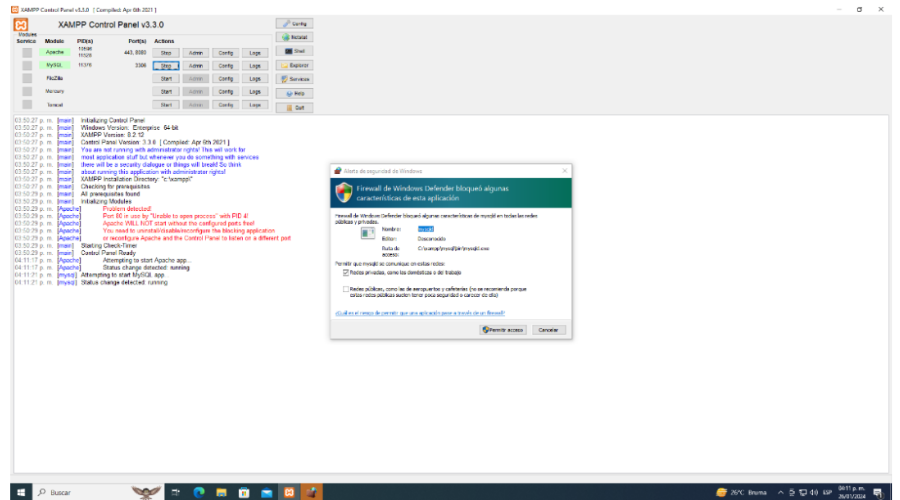 XAMPP Control Panel v3.3.0 [ Compiled: Apr 6th 2021 ]
XAMPP Control Panel v3.3.0
Config
Modules
Service Module PID(s) Port(s) Actions
Netstat
Apache 11528 443, 8080 Stop Admin Config Logs
Shell
MySQL 3306 Stop Admin Config Logs
Explorer
FileZilla Start Admin Config Logs
Services
Mercury Start Admin Config Logs
Help
Tomcat Start Admin Config Logs
Quit
03:50:27 p. m. [main] Initializing Control Panel
03:50:27 p. m. [main] Windows Version: Enterprise 64-bit
03:50:27 p. m. [main] XAMPP Version: 8.2.12
03:50:27 p. m. [main] Control Panel Version: 3.3.0 [ Compiled: Apr 6th 2021 ]
03:50:27 p. m. [main] You are not running with administrator rights! This will work for
03:50:27 p. m. [main] most application stuff but whenever you do something with services
03:50:27 p. m. [main] there will be a security dialogue or things will break! So think
03:50:27 p. m. [main] about running this application with administrator rights!
03:50:27 p. m. [main] XAMPP Installation Directory: "c:\xampp\"
03:50:27 p. m. [main] Checking for prerequisites
03:50:29 p. m. [main] All prerequisites found
03:50:29 p. m. [main] Initializing Modules
03:50:29 p. m. [Apache] Problem detected!
03:50:29 p. m. [Apache] Port 80 in use by "Unable to open process" with PID 4!
03:50:29 p. m. [Apache] Apache WILL NOT start without the configured ports free!
03:50:29 p. m. [Apache] You need to uninstall/disable/reconfigure the blocking application
03:50:29 p. m. [Apache] or reconfigure Apache and the Control Panel to listen on a different port
03:50:29 p. m. [main] Starting Check-Timer
03:50:29 p. m. [main] Control Panel Ready
04:11:17 p. m. [Apache] Attempting to start Apache app...
04:11:17 p. m. [Apache] Status change detected: running
04:11:21 p. m. [mysql] Attempting to start MySQL app...
04:11:21 p. m. [mysql] Status change detected: running
Alerta de seguridad de Windows
Firewall de Windows Defender bloqueó algunas
características de esta aplicación
Firewall de Windows Defender bloqueó algunas características de mysqld en todas las redes
públicas y privadas.
Nombre: mysqld
Editor: Desconocido
Ruta de acceso: C:\xampp\mysql\bin\mysqld.exe
Permitir que mysqld se comunique en estas redes:
Redes privadas, como las domésticas o del trabajo
Redes públicas, como las de aeropuertos y cafeterías (no se recomienda porque
estas redes públicas suelen tener poca seguridad o carecer de ella)
¿Cuál es el riesgo de permitir que una aplicación pase a través de un firewall?
Permitir acceso Cancelar
Buscar
26°C Bruma
ESP
04:11 p. m.
26/01/2024